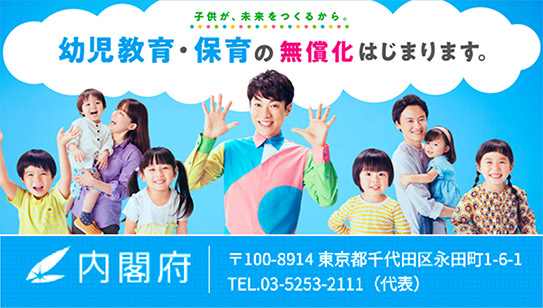 子供が、未来をつくるから。
幼児教育・保育の無償化はじまります。
内閣府
〒100-8914 東京都千代田区永田町1-6-1
TEL.03-5253-2111（代表）